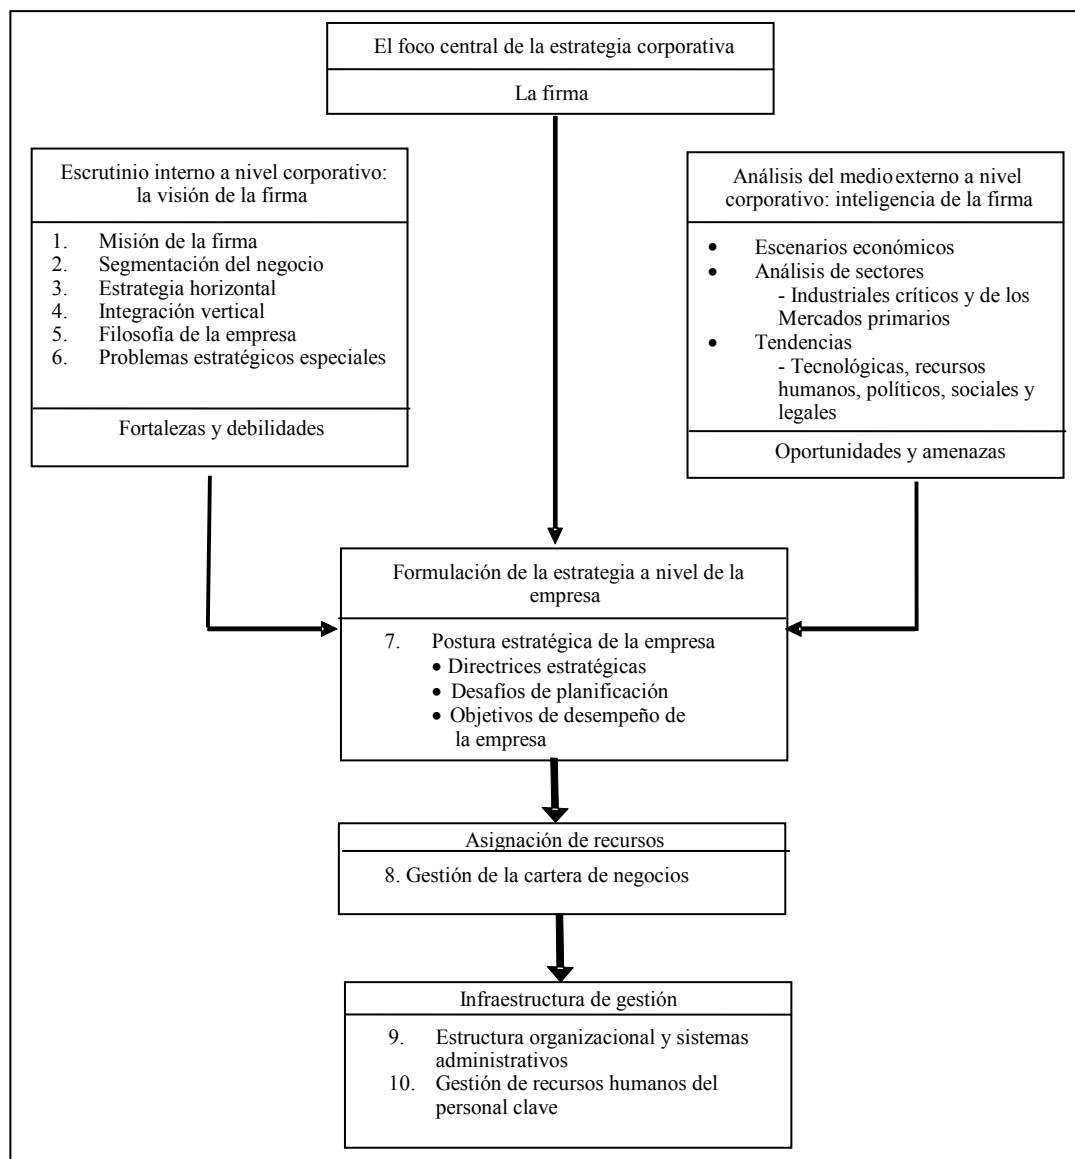 El foco central de la estrategia corporativa
La firma
Escrutinio interno a nivel corporativo:
la visión de la firma
1. Misión de la firma
2. Segmentación del negocio
3. Estrategia horizontal
4. Integración vertical
5. Filosofía de la empresa
6. Problemas estratégicos especiales
Fortalezas y debilidades
Análisis del medio externo a nivel
corporativo: inteligencia de la firma
• Escenarios económicos
• Análisis de sectores
- Industriales críticos y de los
Mercados primarios
• Tendencias
- Tecnológicas, recursos
humanos, políticos, sociales y
legales
Oportunidades y amenazas
Formulación de la estrategia a nivel de la
empresa
7. Postura estratégica de la empresa
• Directrices estratégicas
• Desafíos de planificación
• Objetivos de desempeño de
la empresa
Asignación de recursos
8. Gestión de la cartera de negocios
Infraestructura de gestión
9. Estructura organizacional y sistemas
administrativos
10. Gestión de recursos humanos del
personal clave